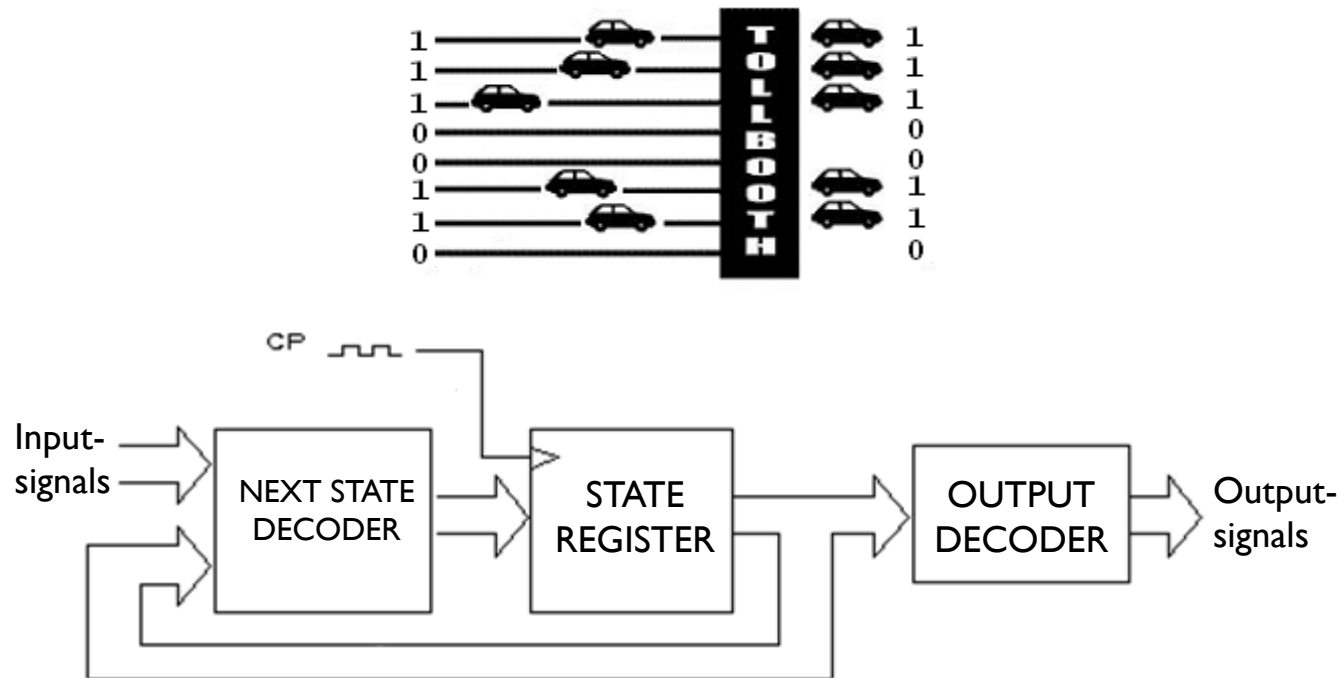 1 1
1 1
1 1
0 0
0 0
1 1
1 1
0 0
TOLLBOOTH
CP
Input-
signals
NEXT STATE
DECODER
STATE
REGISTER
OUTPUT
DECODER
Output-
signals